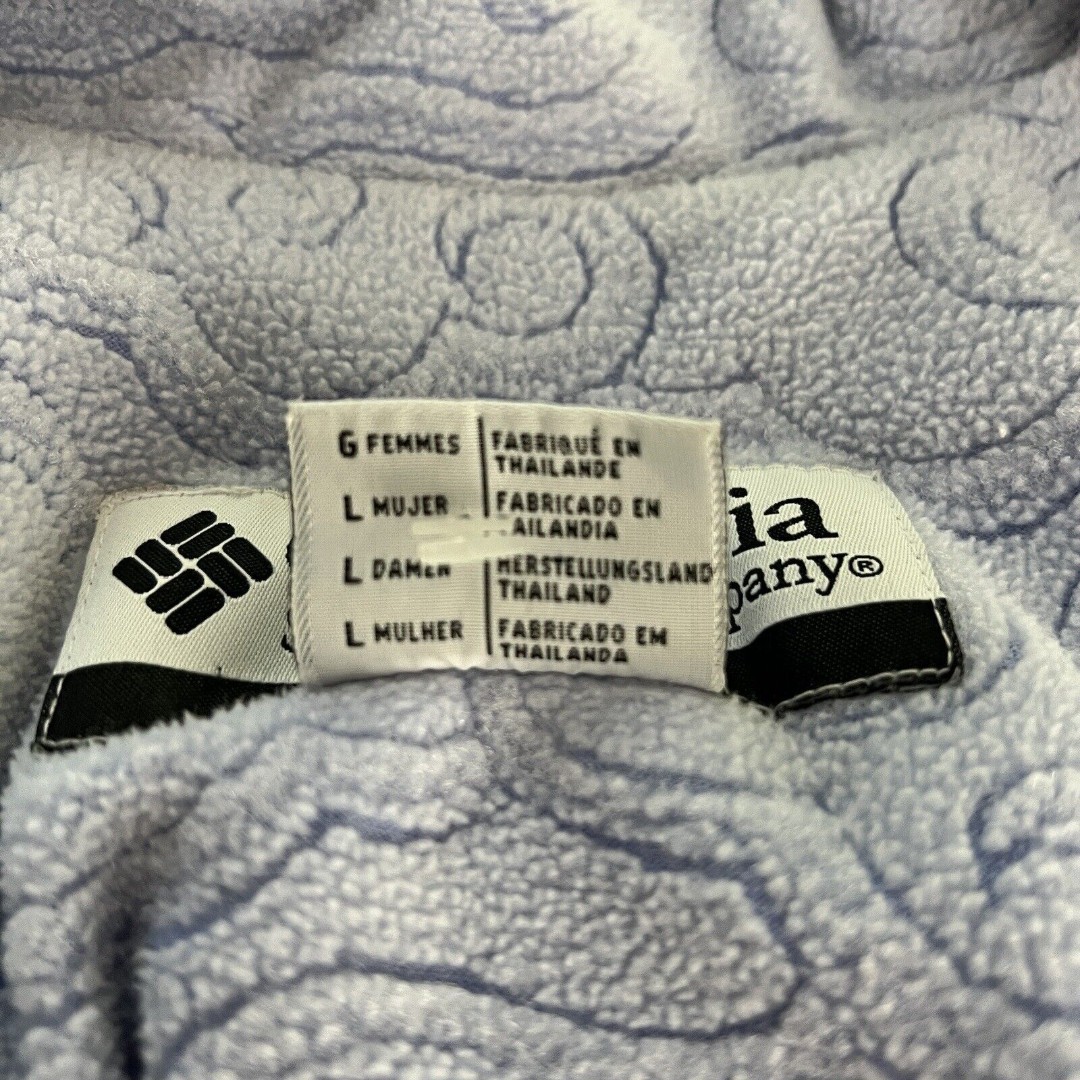 G FEMMES FABRIQUÉ EN
THAILANDE
L MUJER FABRICADO EN
AILANDIA
L DAMEN HERSTELLUNGSLAND
THAILAND
L MULHER FABRICADO EM
THAILANDA
ia
pany®